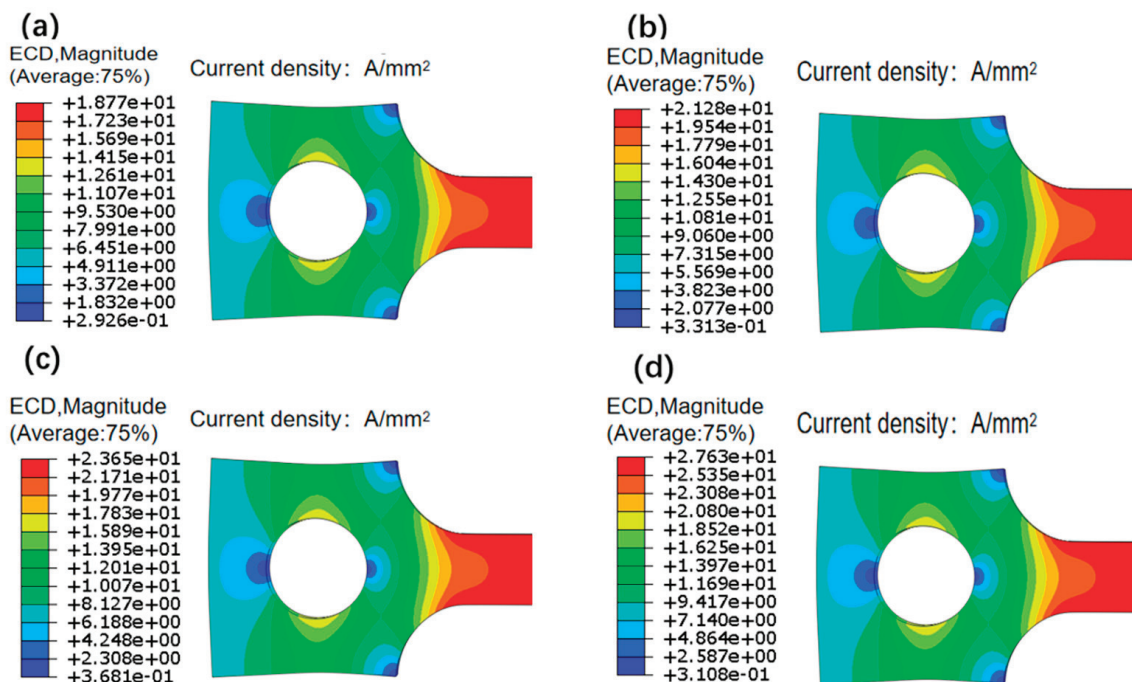 (a)
ECD,Magnitude
(Average:75%)
Current density: A/mm²
+1.877e+01
+1.723e+01
+1.569e+01
+1.415e+01
+1.261e+01
+1.107e+01
+9.530e+00
+7.991e+00
+6.451e+00
+4.911e+00
+3.372e+00
+1.832e+00
+2.926e-01
(b)
ECD,Magnitude
(Average:75%)
Current density: A/mm²
+2.128e+01
+1.954e+01
+1.779e+01
+1.604e+01
+1.430e+01
+1.255e+01
+1.081e+01
+9.060e+00
+7.315e+00
+5.569e+00
+3.823e+00
+2.077e+00
+3.313e-01
(c)
ECD,Magnitude
(Average:75%)
Current density: A/mm²
+2.365e+01
+2.171e+01
+1.977e+01
+1.783e+01
+1.589e+01
+1.395e+01
+1.201e+01
+1.007e+01
+8.127e+00
+6.188e+00
+4.248e+00
+2.308e+00
+3.681e-01
(d)
ECD,Magnitude
(Average:75%)
Current density: A/mm²
+2.763e+01
+2.535e+01
+2.308e+01
+2.080e+01
+1.852e+01
+1.625e+01
+1.397e+01
+1.169e+01
+9.417e+00
+7.140e+00
+4.864e+00
+2.587e+00
+3.108e-01